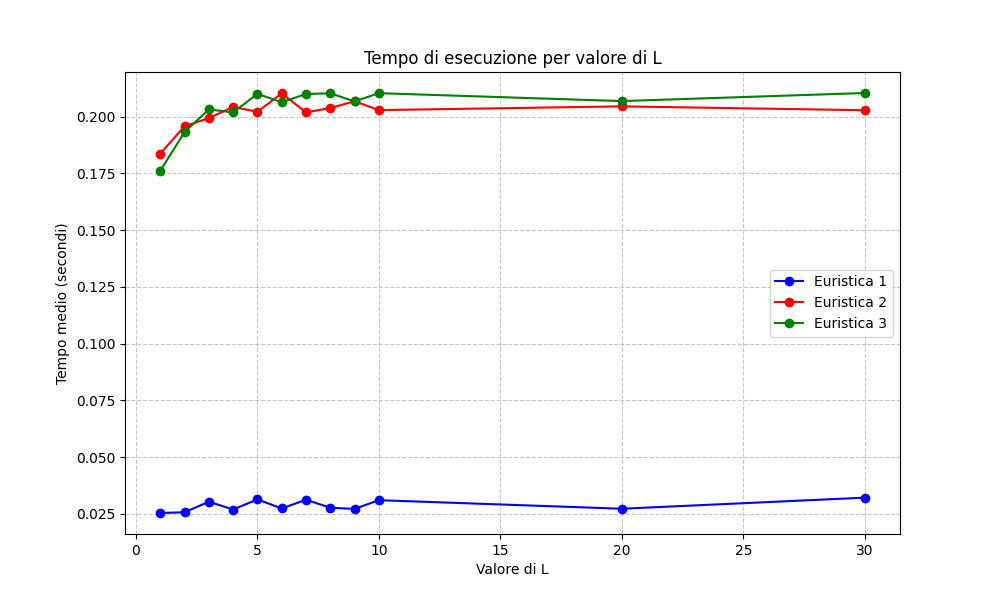 Tempo di esecuzione per valore di L
Tempo medio (secondi)
0.200
0.175
0.150
0.125
0.100
0.075
0.050
0.025
Euristica 1
Euristica 2
Euristica 3
0 5 10 15 20 25 30
Valore di L